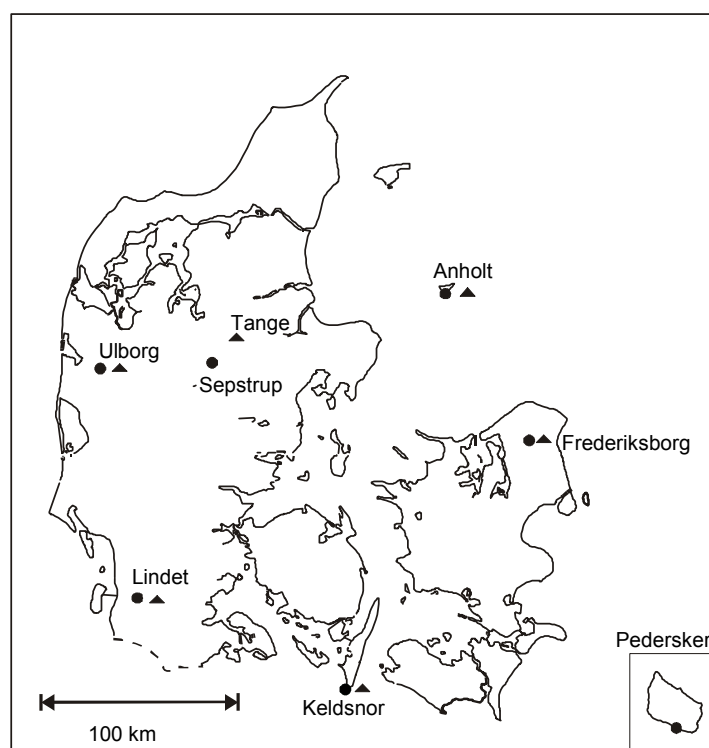 Anholt
Tange
Ulborg
Sepstrup
Frederiksborg
Lindet
Pedersker
Keldsnor
100 km